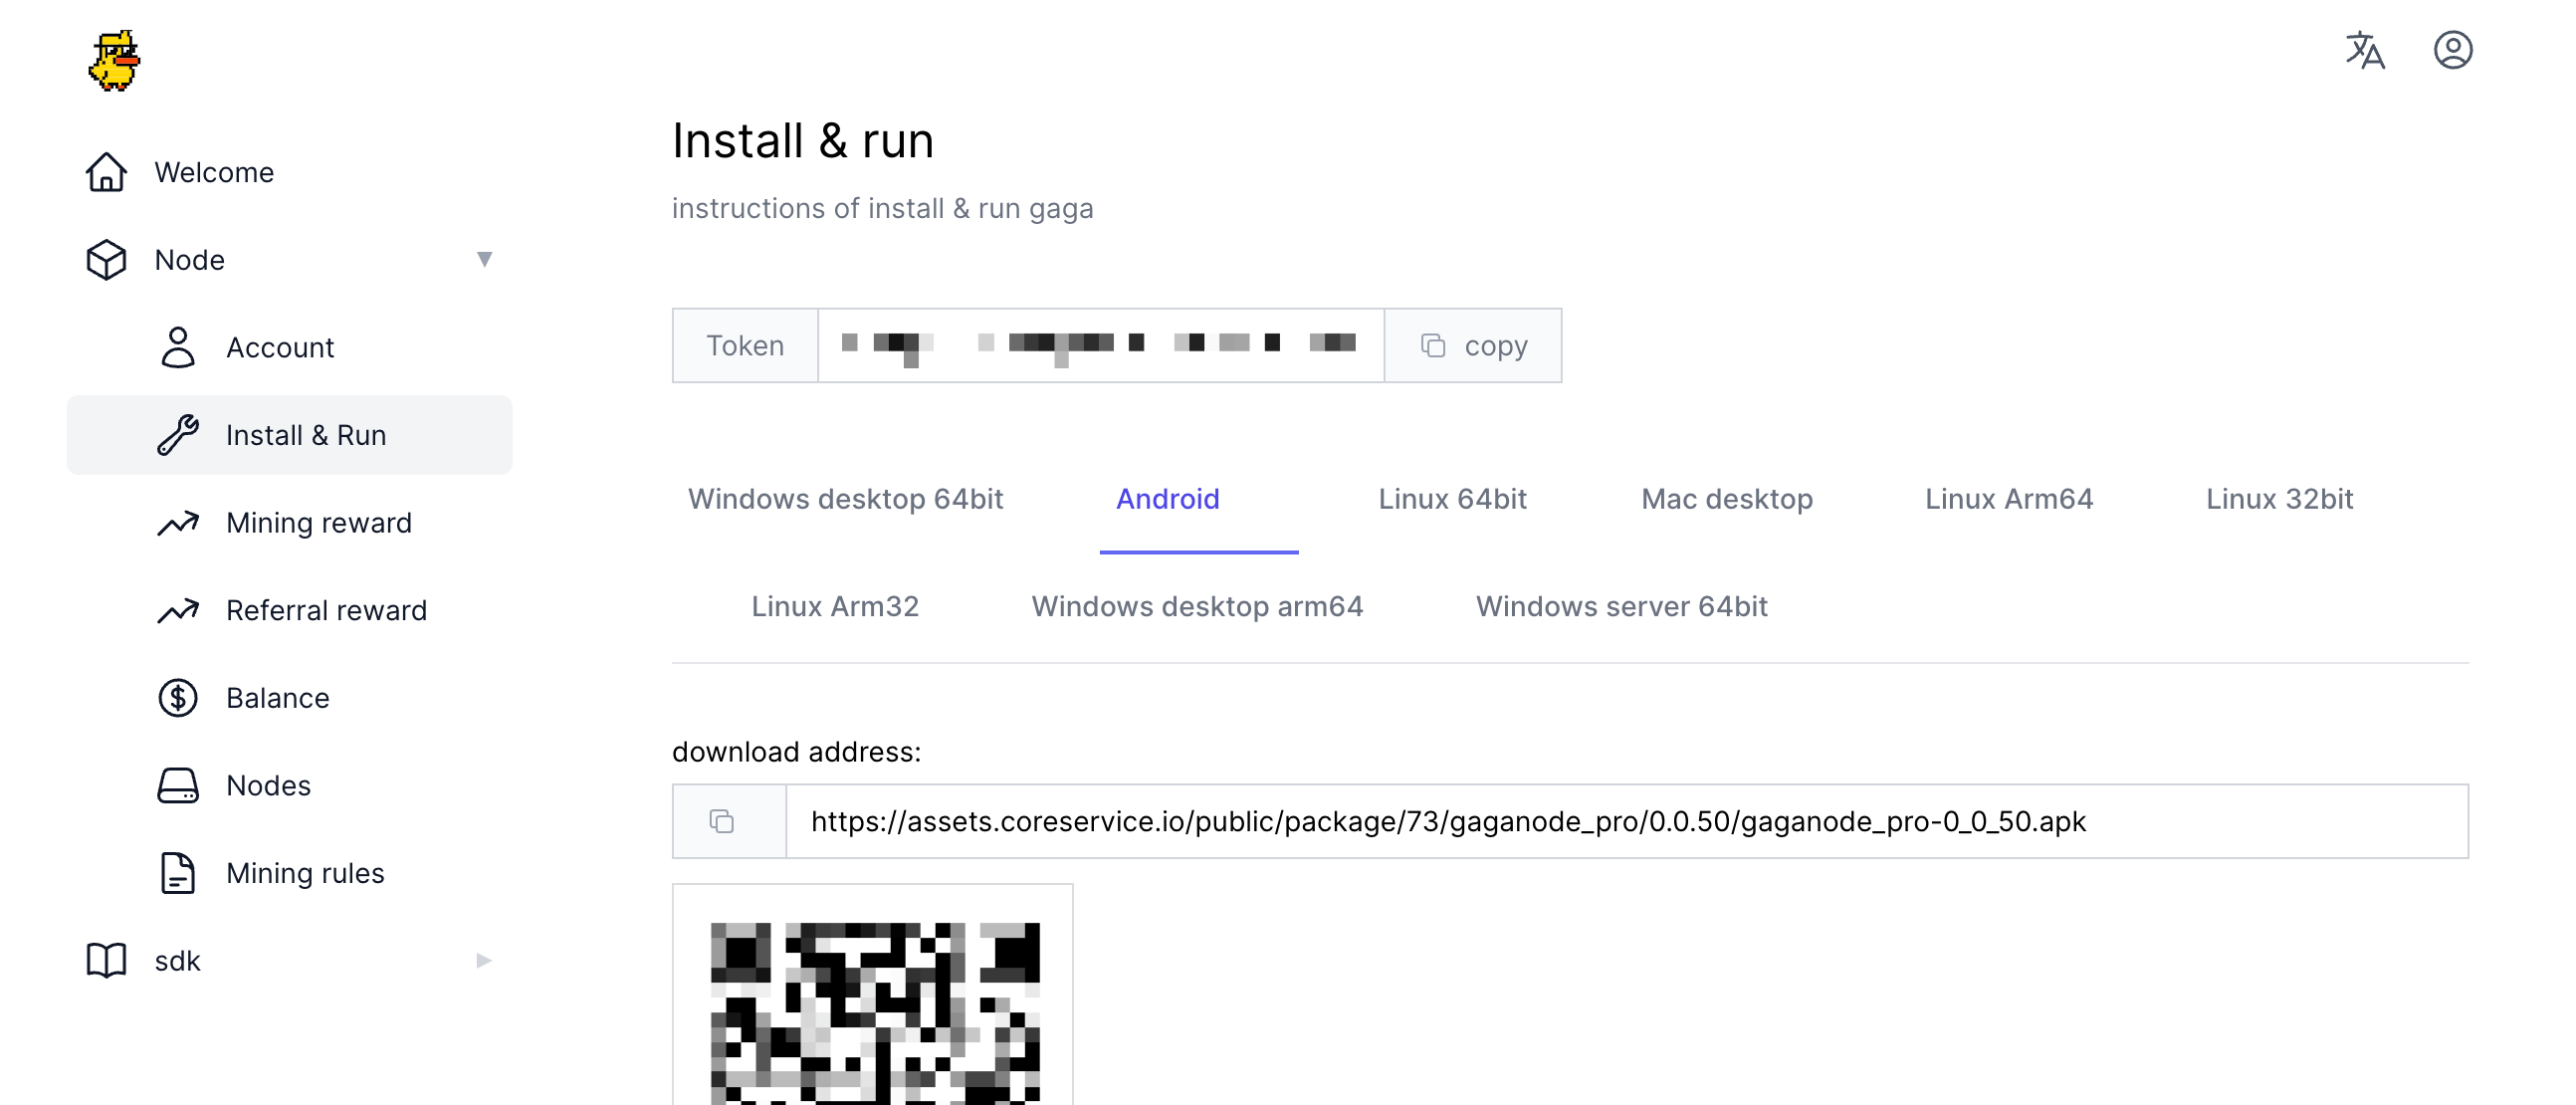 Welcome
Node
Account
Install & Run
Mining reward
Referral reward
Balance
Nodes
Mining rules
sdk
Install & run
instructions of install & run gaga
Token
copy
Windows desktop 64bit Android Linux 64bit Mac desktop Linux Arm64 Linux 32bit
Linux Arm32 Windows desktop arm64 Windows server 64bit
download address:
https://assets.coreservice.io/public/package/73/gaganode_pro/0.0.50/gaganode_pro-0_0_50.apk